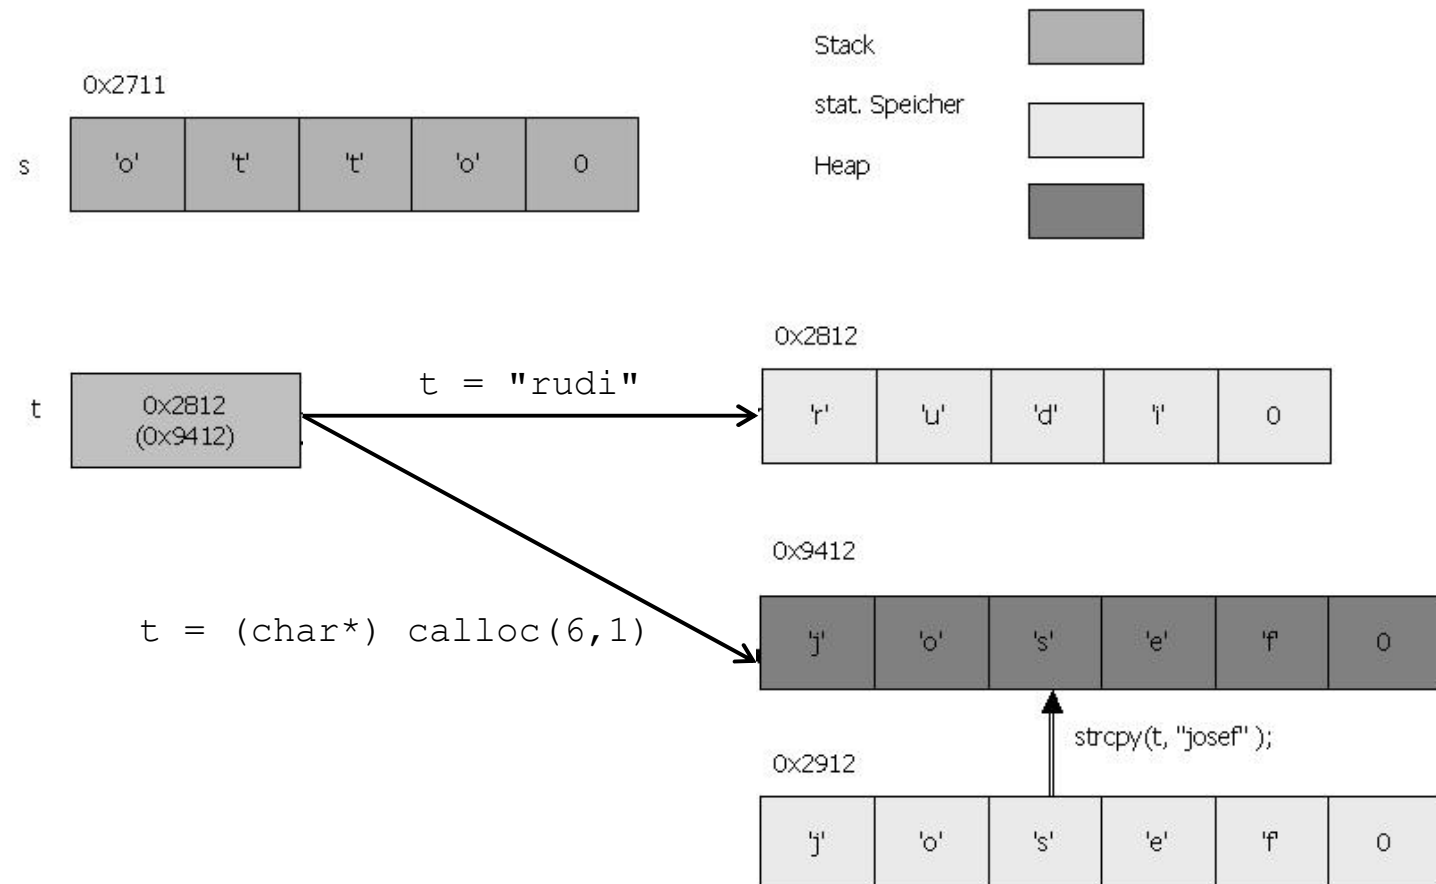 Stack
0x2711
stat. Speicher
s 'o' 't' 't' 'o' 0
Heap
0x2812
t = "rudi"
t 0x2812
(0x9412)
'r' 'u' 'd' 'i' 0
0x9412
t = (char*) calloc(6,1)
'j' 'o' 's' 'e' 'f' 0
strcpy(t, "josef" );
0x2912
'j' 'o' 's' 'e' 'f' 0